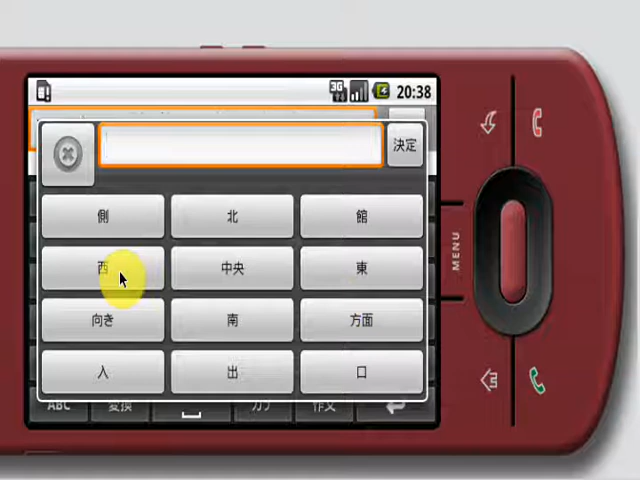 3G 20:38
決定
側 北 館
西 中央 東
向き 南 方面
入 出 口
ABC 変換 カナ 作文
MENU